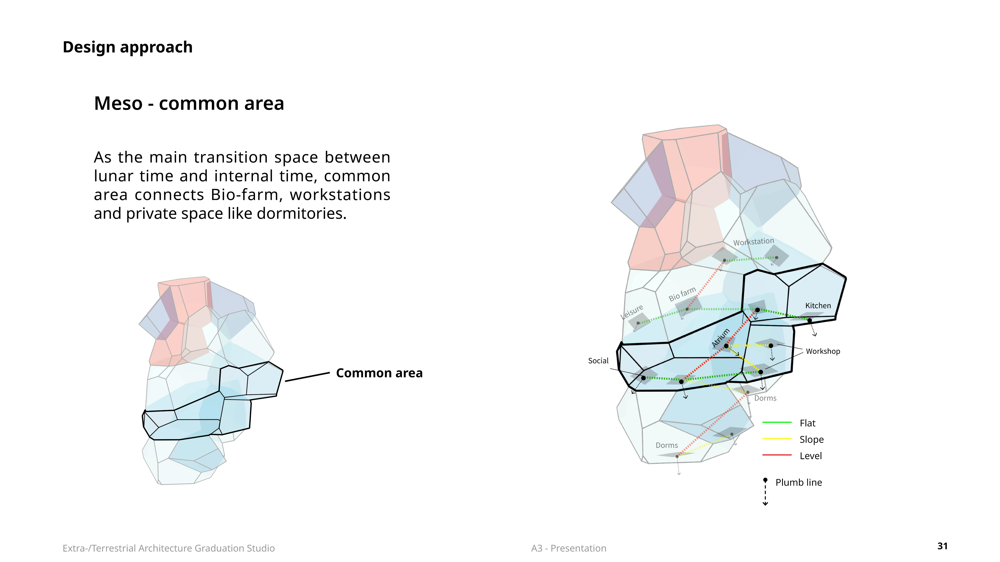 Design approach
Meso - common area
As the main transition space between
lunar time and internal time, common
area connects Bio-farm, workstations
and private space like dormitories.
Common area
Workstation
Bio farm
Leisure
Kitchen
Atrium
Workshop
Social
Dorms
Dorms
Flat
Slope
Level
Plumb line
Extra-/Terrestrial Architecture Graduation Studio
A3 - Presentation
31